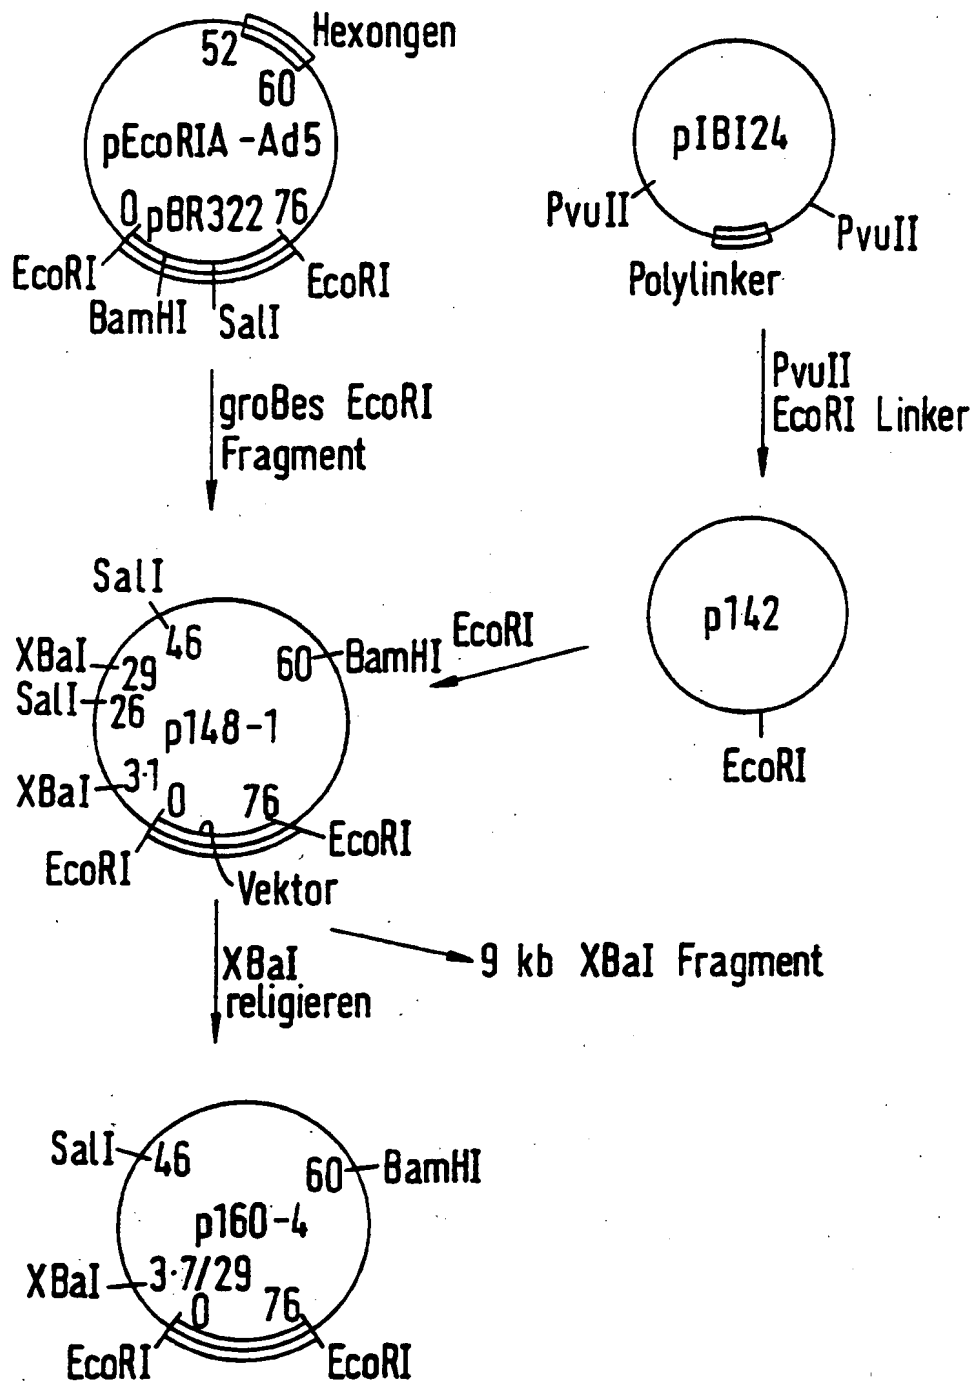 Hexongen
52
60
pEcoRIA-Ad5
0 pBR322 76
EcoRI
BamHI
SalI
EcoRI
pIBI24
PvuII
PvuII
Polylinker
großes EcoRI
Fragment
PvuII
EcoRI Linker
p142
EcoRI
EcoRI
SalI
46
XBaI
29
SalI
26
60
BamHI
p148-1
XBaI
3·1
0
76
EcoRI
EcoRI
Vektor
XBaI
religieren
9 kb XBaI Fragment
SalI
46
60
BamHI
p160-4
XBaI
3·7/29
0
76
EcoRI
EcoRI